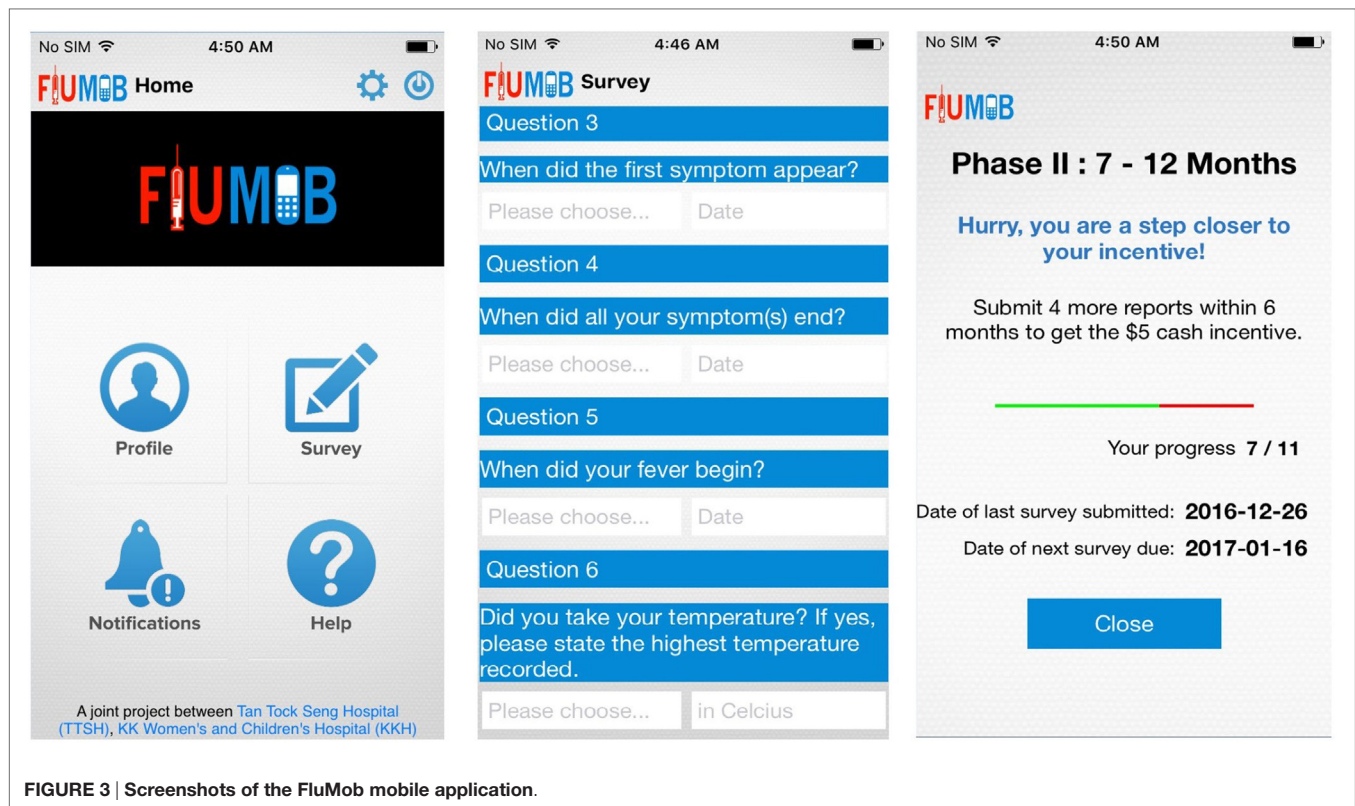 No SIM 4:50 AM
FluMOB Home
FluMOB
Profile Survey
Notifications Help
A joint project between Tan Tock Seng Hospital
(TTSH), KK Women's and Children's Hospital (KKH)
No SIM 4:46 AM
FluMOB Survey
Question 3
When did the first symptom appear?
Please choose... Date
Question 4
When did all your symptom(s) end?
Please choose... Date
Question 5
When did your fever begin?
Please choose... Date
Question 6
Did you take your temperature? If yes,
please state the highest temperature
recorded.
Please choose... in Celcius
No SIM 4:50 AM
FluMOB
Phase II : 7 - 12 Months
Hurry, you are a step closer to
your incentive!
Submit 4 more reports within 6
months to get the $5 cash incentive.
Your progress 7 / 11
Date of last survey submitted: 2016-12-26
Date of next survey due: 2017-01-16
Close
FIGURE 3 | Screenshots of the FluMob mobile application.